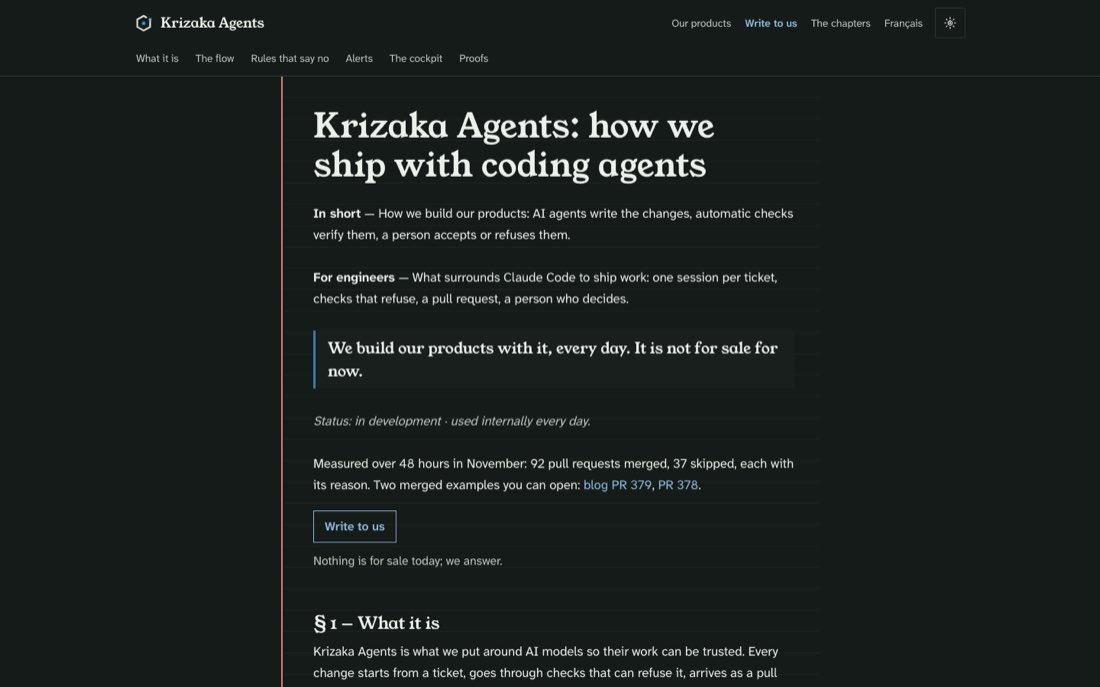 Krizaka Agents
Our products
Write to us
The chapters
Français
What it is
The flow
Rules that say no
Alerts
The cockpit
Proofs
Krizaka Agents: how we
ship with coding agents
In short — How we build our products: AI agents write the changes, automatic checks
verify them, a person accepts or refuses them.
For engineers — What surrounds Claude Code to ship work: one session per ticket,
checks that refuse, a pull request, a person who decides.
We build our products with it, every day. It is not for sale for
now.
Status: in development · used internally every day.
Measured over 48 hours in November: 92 pull requests merged, 37 skipped, each with
its reason. Two merged examples you can open: blog PR 379, PR 378.
Write to us
Nothing is for sale today; we answer.
§ 1 – What it is
Krizaka Agents is what we put around AI models so their work can be trusted. Every
change starts from a ticket, goes through checks that can refuse it, arrives as a pull